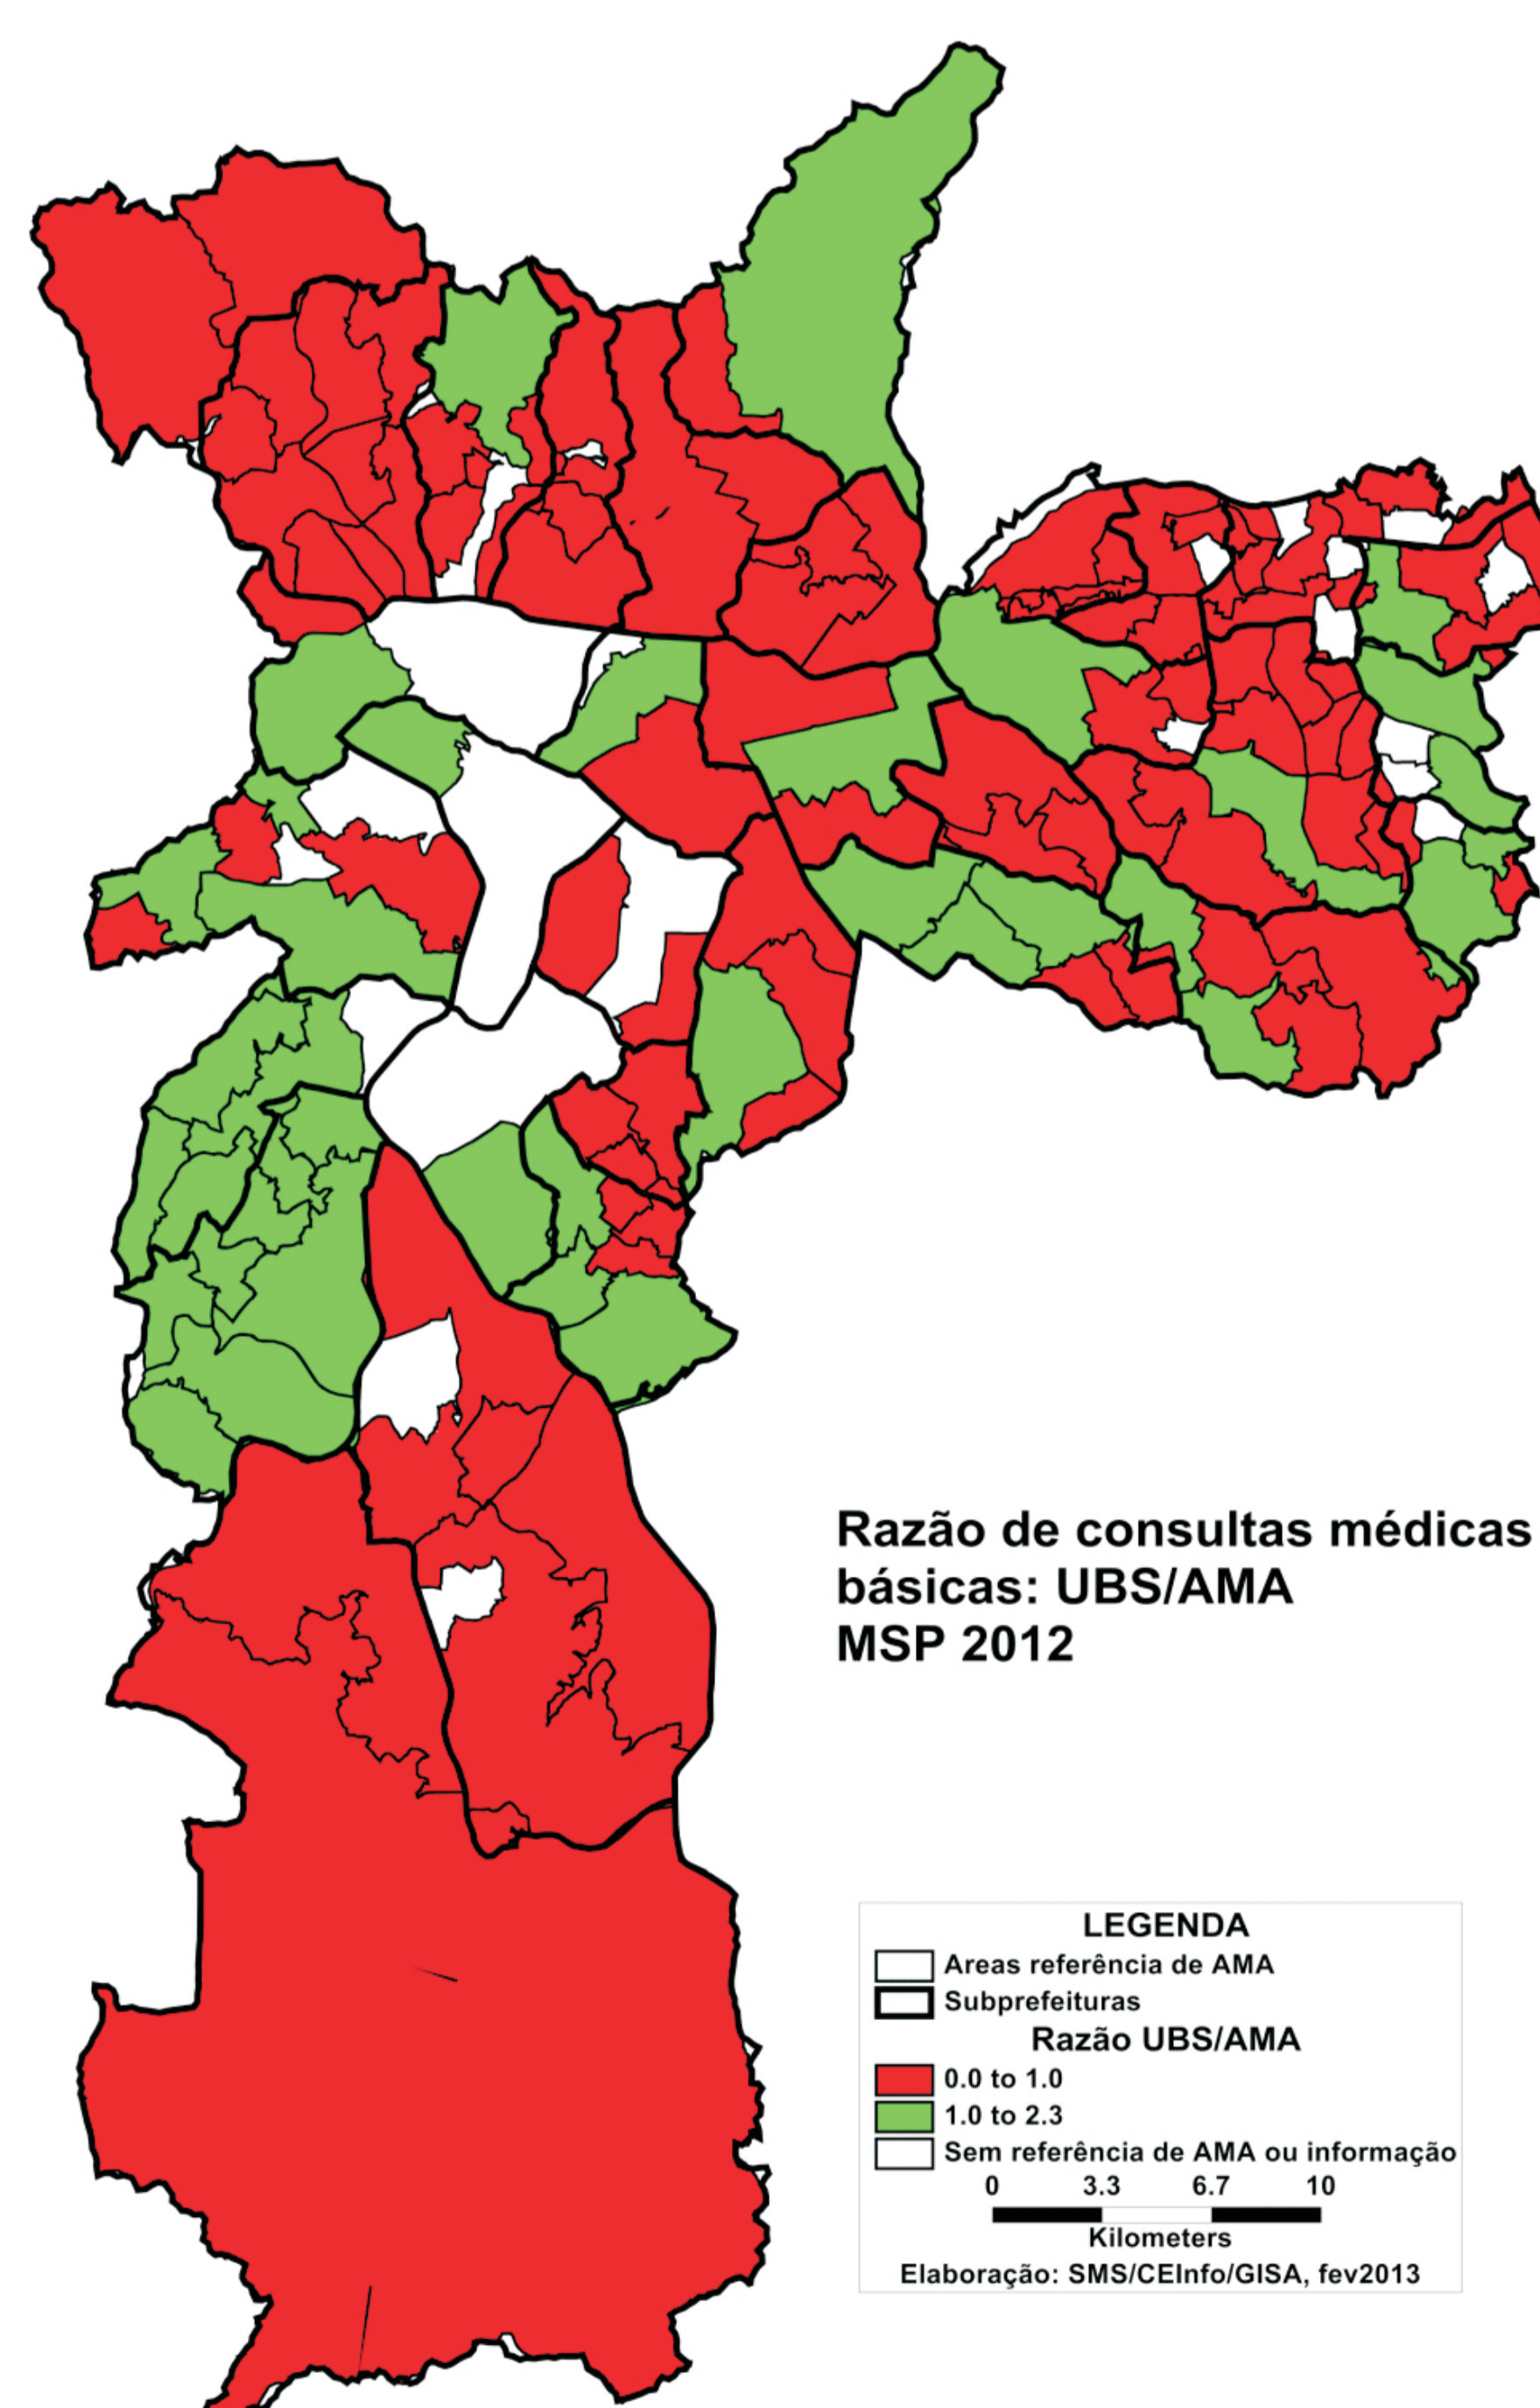 Razão de consultas médicas
básicas: UBS/AMA
MSP 2012
LEGENDA
Areas referência de AMA
Subprefeituras
Razão UBS/AMA
0.0 to 1.0
1.0 to 2.3
Sem referência de AMA ou informação
0 3.3 6.7 10
Kilometers
Elaboração: SMS/CEInfo/GISA, fev2013